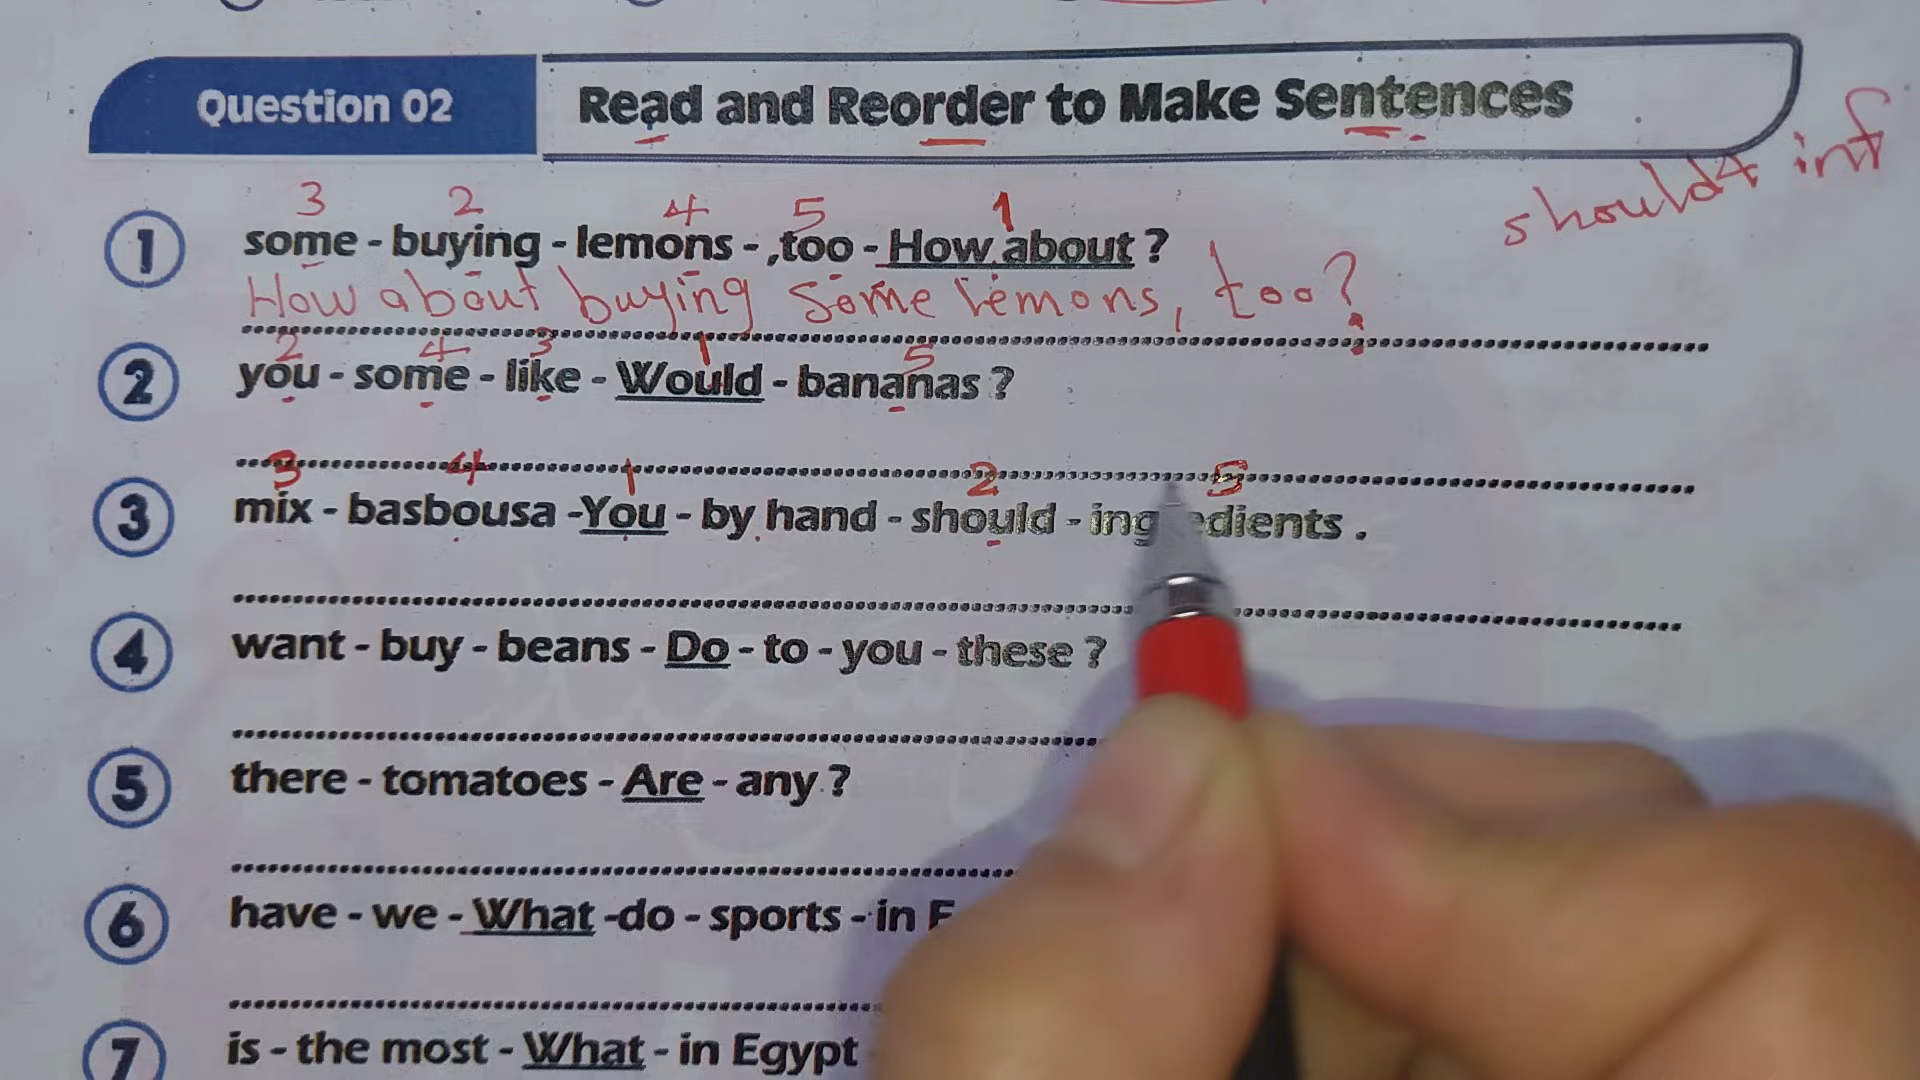 Question 02 Read and Reorder to Make Sentences
should+ inf
3 2 4 5 1
1 some - buying - lemons - ,too - How about ?
How about buying some lemons, too?
2 4 3 1 5
2 you - some - like - Would - bananas ?
3 4 1 2 5
3 mix - basbousa -You - by hand - should - ingredients .
4 want - buy - beans - Do - to - you - these ?
5 there - tomatoes - Are - any ?
6 have - we - What -do - sports - in
7 is - the most - What - in Egypt